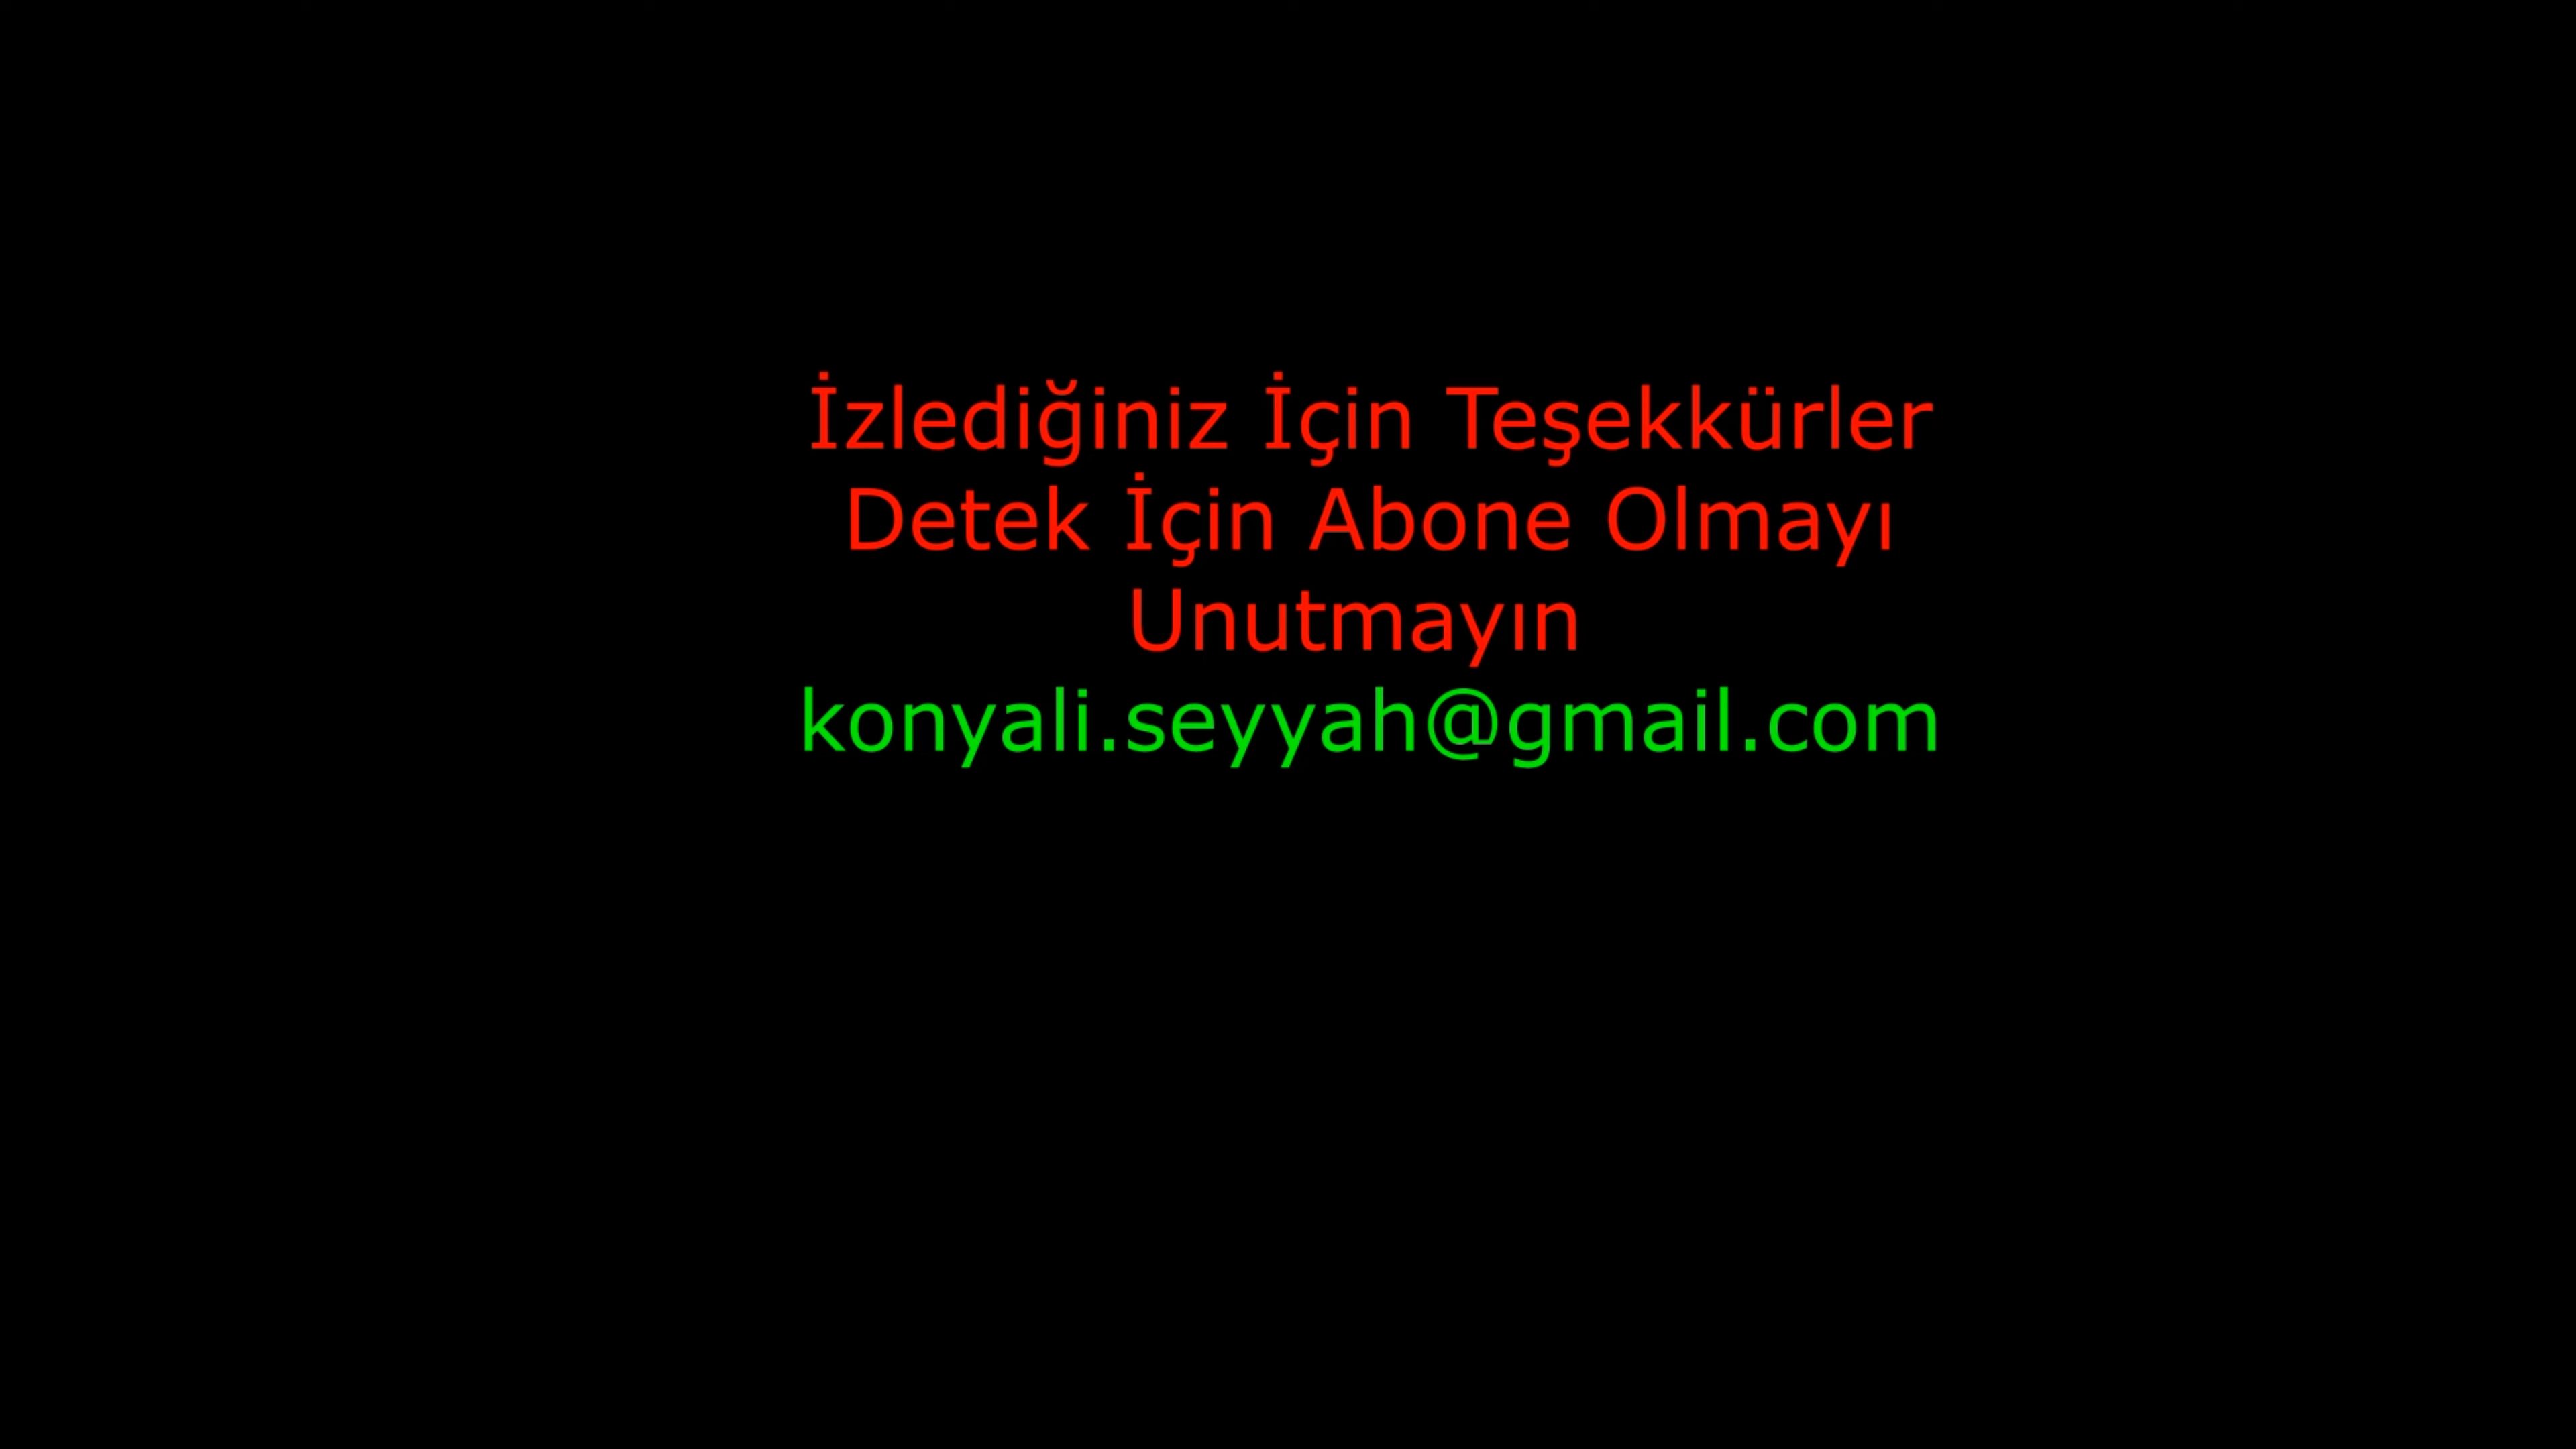 İzlediğiniz İçin Teşekkürler
Detek İçin Abone Olmayı
Unutmayın
konyali.seyyah@gmail.com